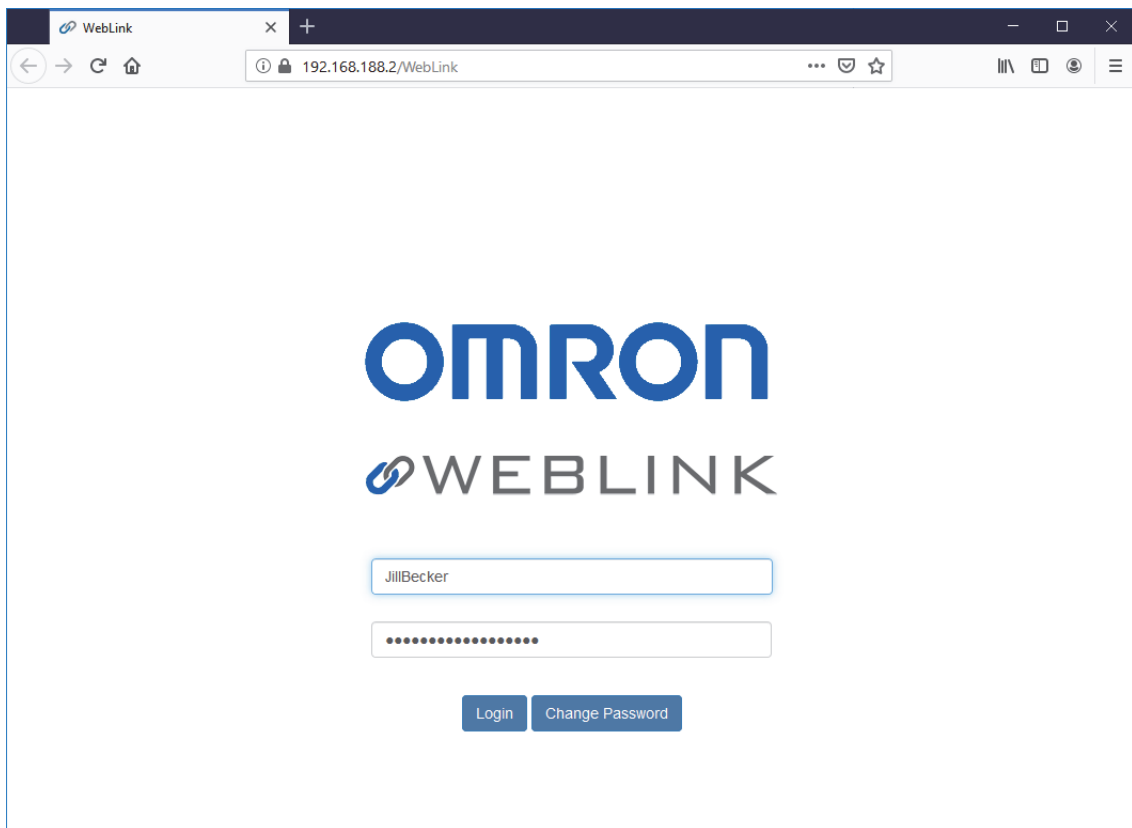 WebLink
192.168.188.2/WebLink
OMRON
WEBLINK
JillBecker
••••••••••••••••••
Login Change Password